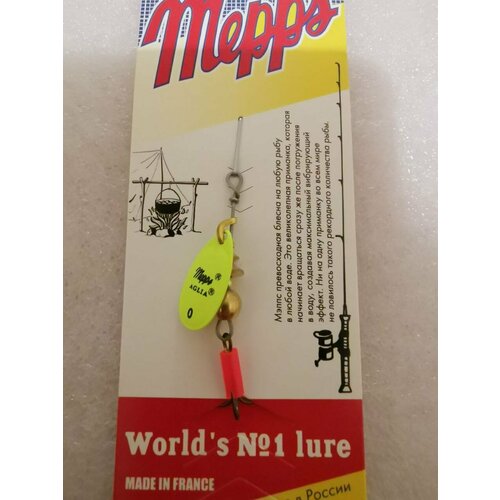 Mepps
Мэппс превосходная блесна на любую рыбу
в любой воде. Это великолепная приманка, которая
начинает вращаться сразу же после погружения
в воду, создавая максимальный вибрирующий
эффект. Ни на одну приманку во всем мире
не ловилось такого рекордного количества рыбы.
Mepps®
AGLIA®
0
World's №1 lure
MADE IN FRANCE
в России